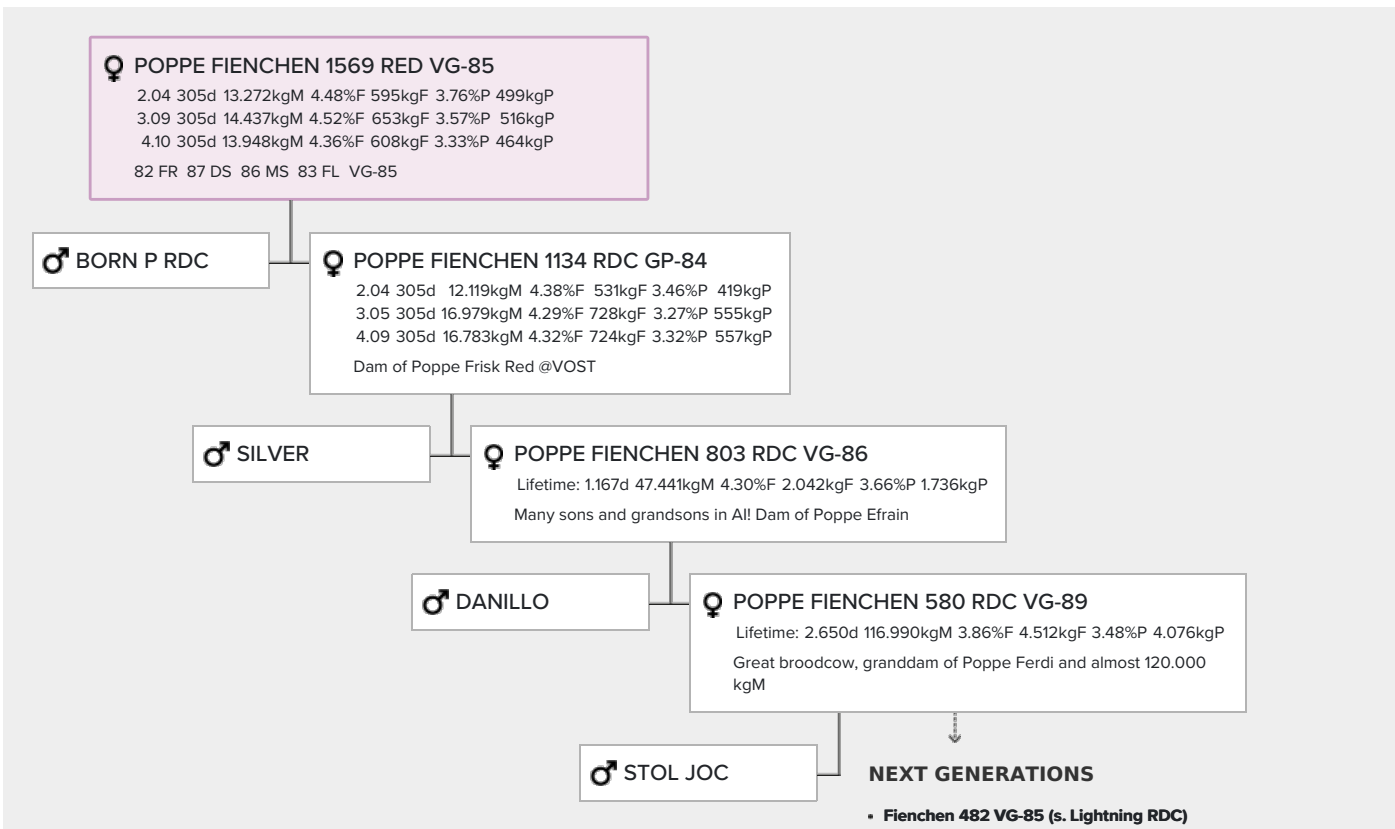 POPPE FIENCHEN 1569 RED VG-85
2.04 305d 13.272kgM 4.48%F 595kgF 3.76%P 499kgP
3.09 305d 14.437kgM 4.52%F 653kgF 3.57%P 516kgP
4.10 305d 13.948kgM 4.36%F 608kgF 3.33%P 464kgP
82 FR 87 DS 86 MS 83 FL VG-85
BORN P RDC
POPPE FIENCHEN 1134 RDC GP-84
2.04 305d 12.119kgM 4.38%F 531kgF 3.46%P 419kgP
3.05 305d 16.979kgM 4.29%F 728kgF 3.27%P 555kgP
4.09 305d 16.783kgM 4.32%F 724kgF 3.32%P 557kgP
Dam of Poppe Frisk Red @VOST
SILVER
POPPE FIENCHEN 803 RDC VG-86
Lifetime: 1.167d 47.441kgM 4.30%F 2.042kgF 3.66%P 1.736kgP
Many sons and grandsons in AI! Dam of Poppe Efrain
DANILLO
POPPE FIENCHEN 580 RDC VG-89
Lifetime: 2.650d 116.990kgM 3.86%F 4.512kgF 3.48%P 4.076kgP
Great broodcow, granddam of Poppe Ferdi and almost 120.000
kgM
STOL JOC
NEXT GENERATIONS
• Fienchen 482 VG-85 (s. Lightning RDC)